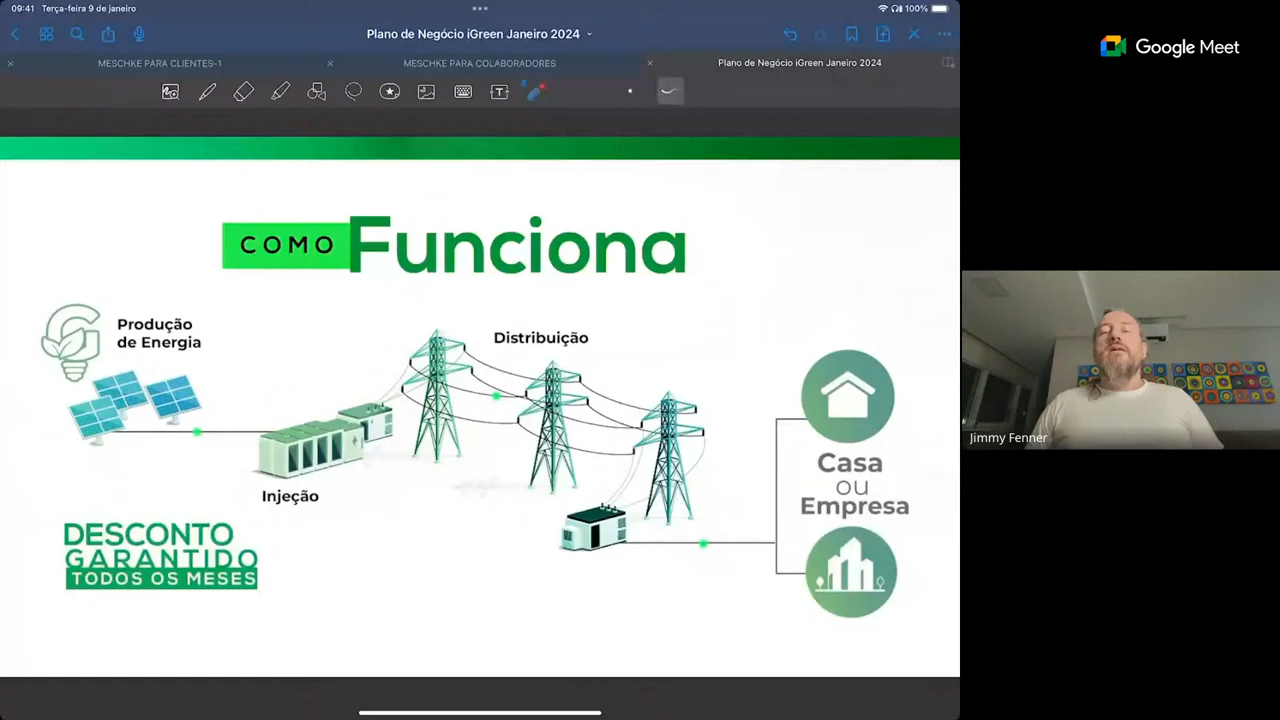 09:41 Terça-feira 9 de janeiro
100%
Plano de Negócio iGreen Janeiro 2024
MESCHKE PARA CLIENTES-1
MESCHKE PARA COLABORADORES
Plano de Negócio iGreen Janeiro 2024
Google Meet
COMO Funciona
Produção
de Energia
Distribuição
Injeção
Casa
ou
Empresa
DESCONTO
GARANTIDO
TODOS OS MESES
Jimmy Fenner